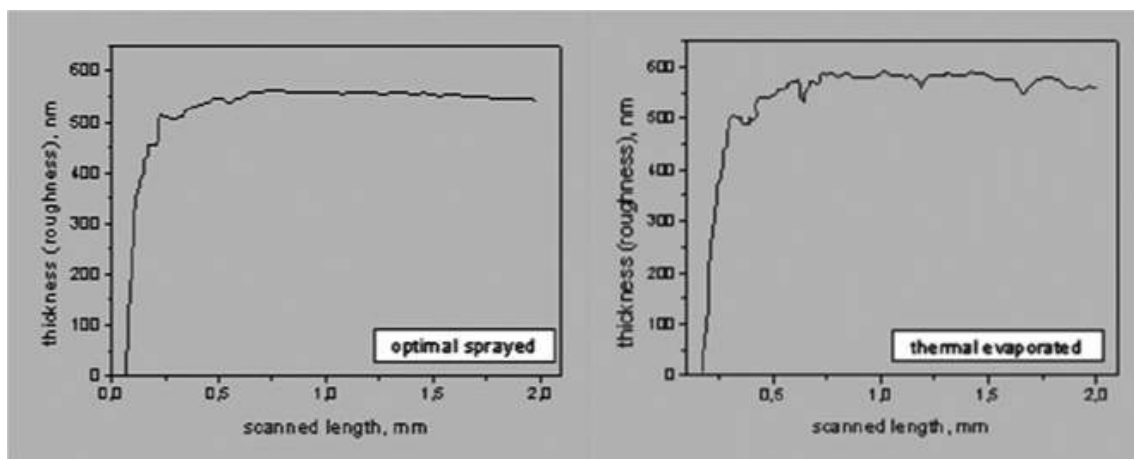 600
500
400
300
200
100
0
thickness (roughness), nm
optimal sprayed
0,0 0,5 1,0 1,5 2,0
scanned length, mm
600
500
400
300
200
100
0
thickness (roughness), nm
thermal evaporated
0,5 1,0 1,5 2,0
scanned length, mm